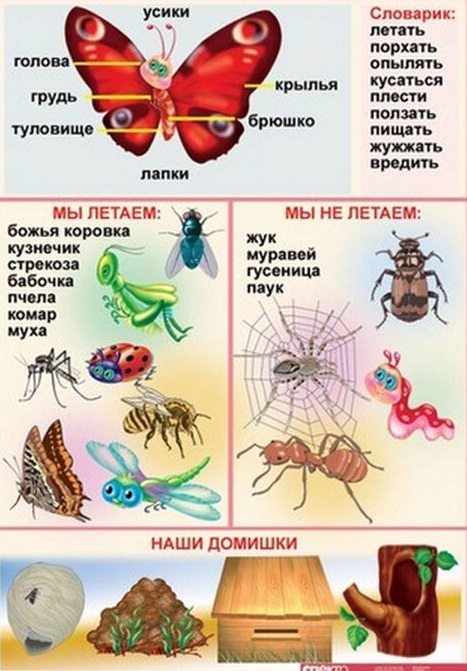 усики
голова
грудь
туловище
крылья
брюшко
лапки
Словарик:
летать
порхать
опылять
кусаться
плести
ползать
пищать
жужжать
вредить
МЫ ЛЕТАЕМ:
божья коровка
кузнечик
стрекоза
бабочка
пчела
комар
муха
МЫ НЕ ЛЕТАЕМ:
жук
муравей
гусеница
паук
НАШИ ДОМИШКИ